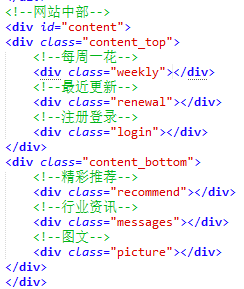 <!--网站中部-->
<div id="content">
<div class="content_top">
<!--每周一花-->
<div class="weekly"></div>
<!--最近更新-->
<div class="renewal"></div>
<!--注册登录-->
<div class="login"></div>
</div>
<div class="content_bottom">
<!--精彩推荐-->
<div class="recommend"></div>
<!--行业资讯-->
<div class="messages"></div>
<!--图文-->
<div class="picture"></div>
</div>
</div>